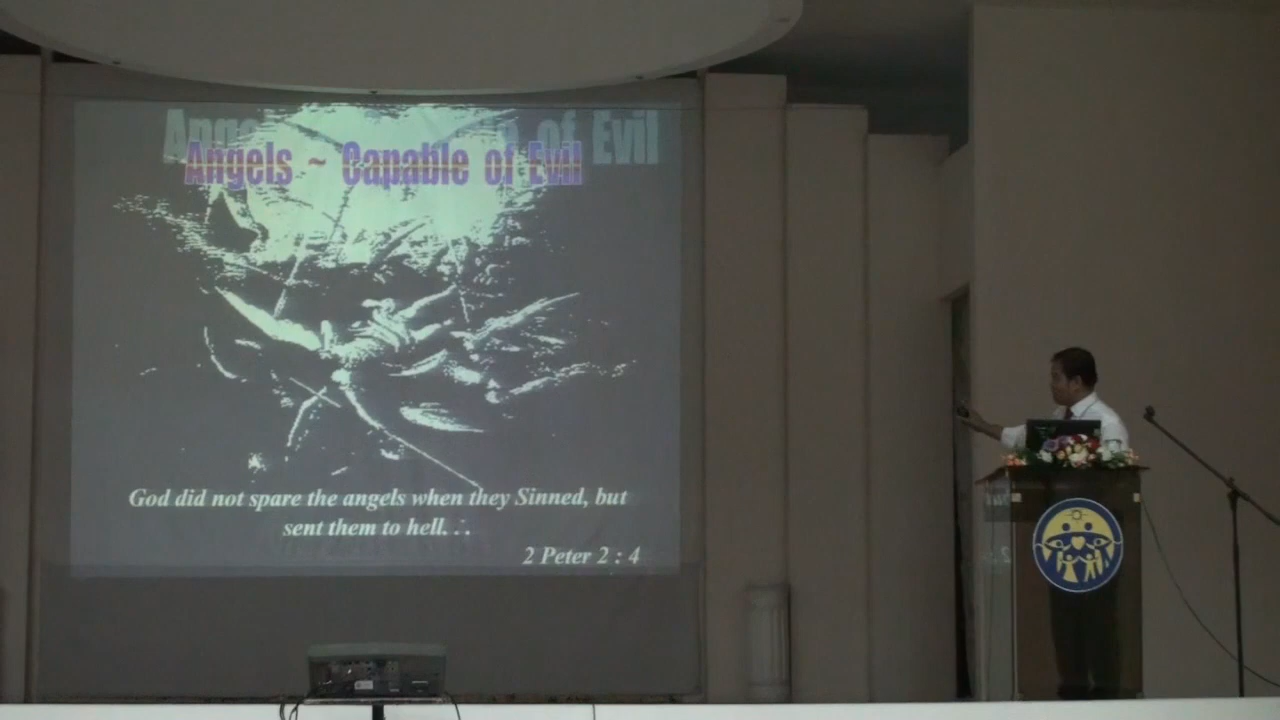 Angels ~ Capable of Evil
God did not spare the angels when they Sinned, but
sent them to hell. . .
2 Peter 2 : 4